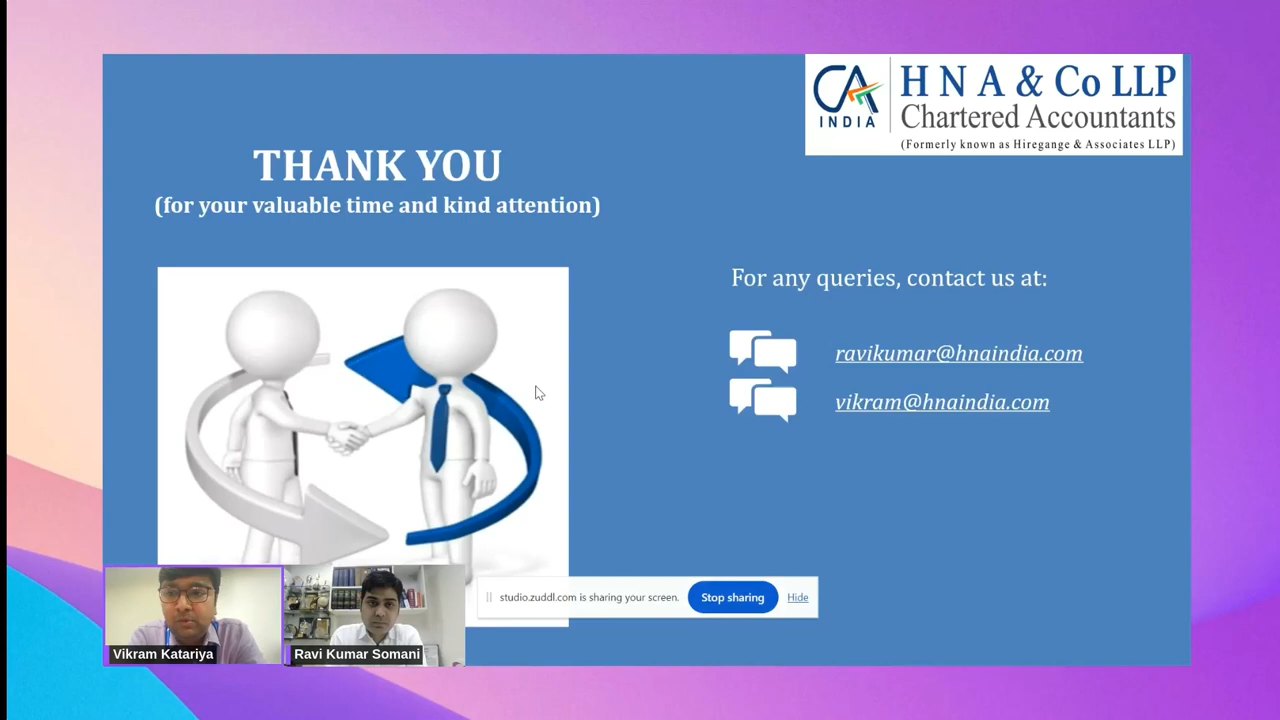 CA
INDIA
H N A & Co LLP
Chartered Accountants
(Formerly known as Hiregange & Associates LLP)
THANK YOU
(for your valuable time and kind attention)
For any queries, contact us at:
ravikumar@hnaindia.com
vikram@hnaindia.com
studio.zuddl.com is sharing your screen.
Stop sharing
Hide
Vikram Katariya
Ravi Kumar Somani